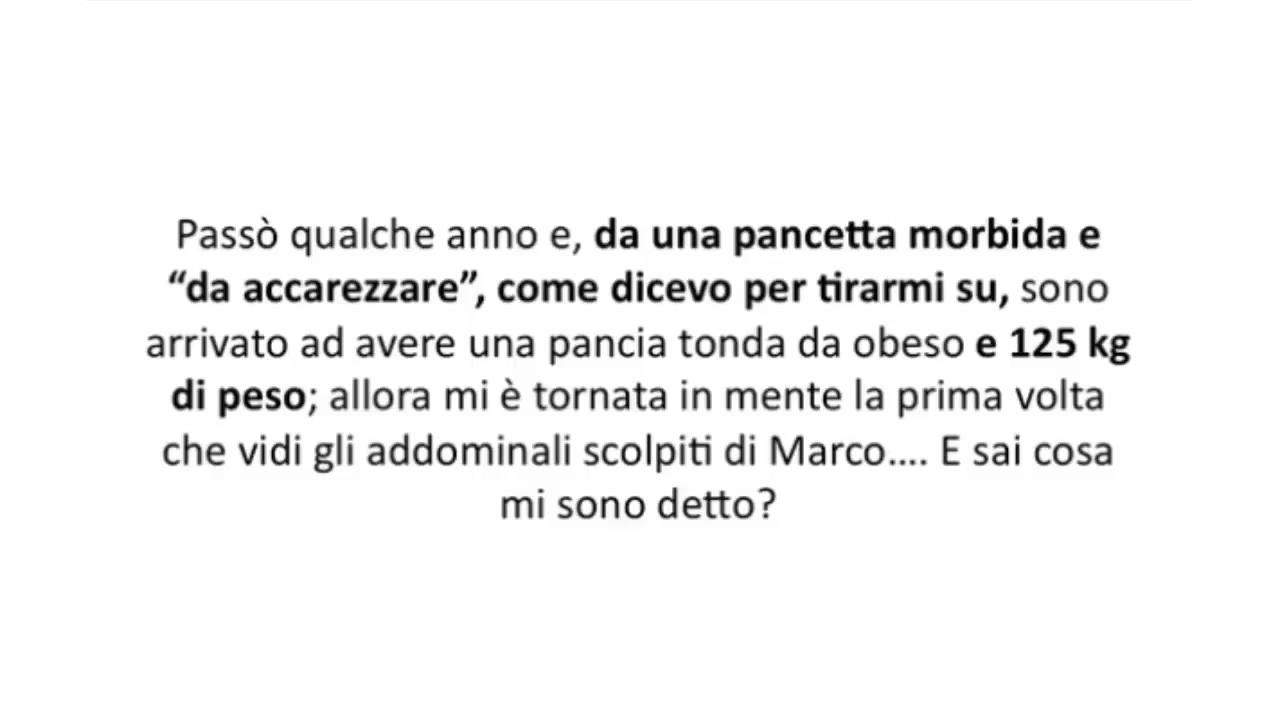 Passò qualche anno e, da una pancetta morbida e
“da accarezzare”, come dicevo per tirarmi su, sono
arrivato ad avere una pancia tonda da obeso e 125 kg
di peso; allora mi è tornata in mente la prima volta
che vidi gli addominali scolpiti di Marco…. E sai cosa
mi sono detto?